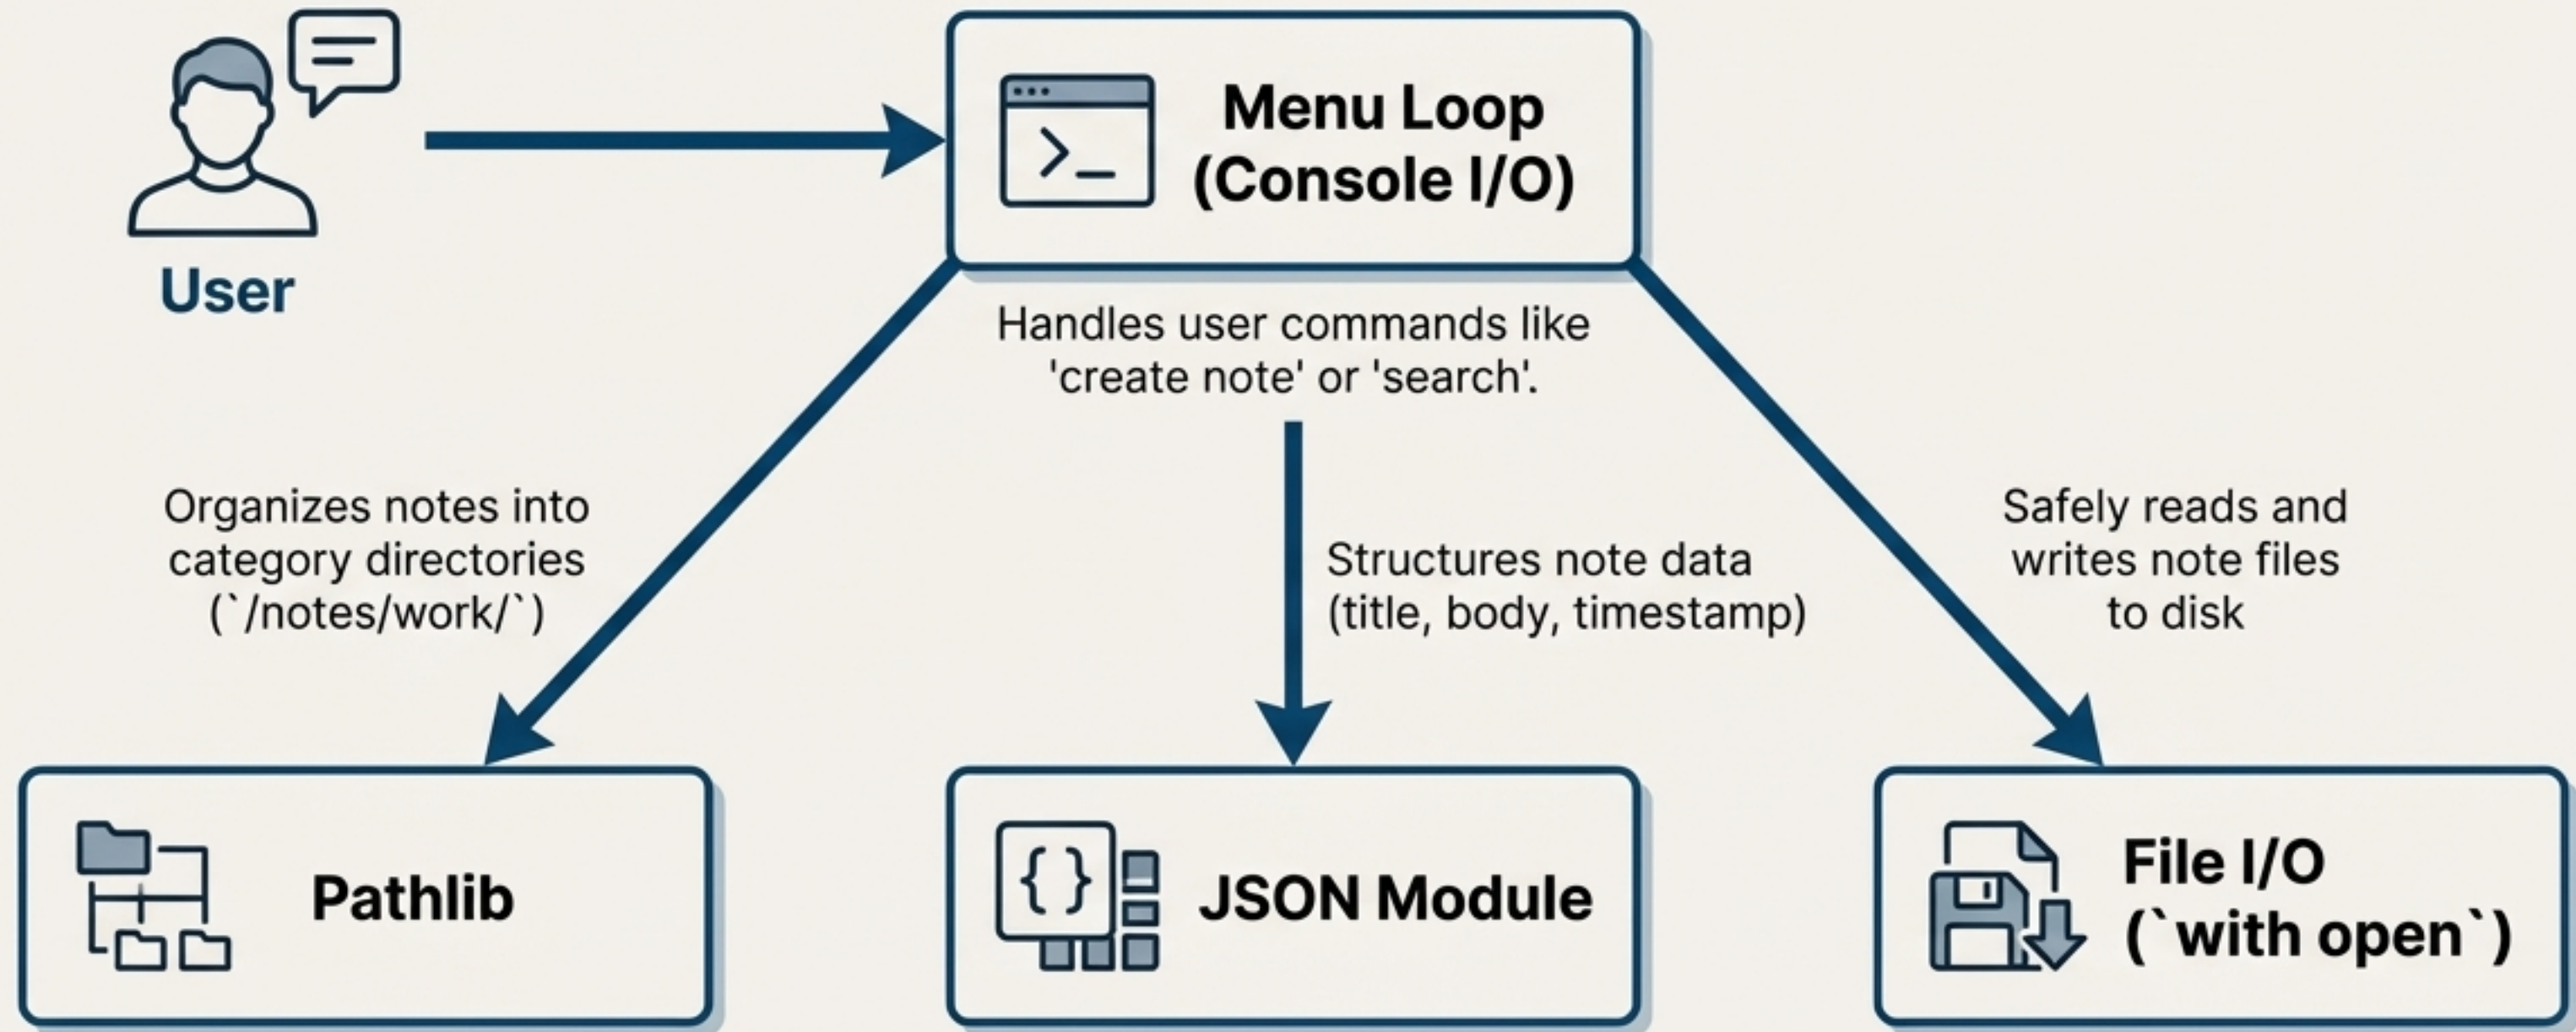 User
Menu Loop
(Console I/O)
>_
Handles user commands like
'create note' or 'search'.
Organizes notes into
category directories
(`/notes/work/`)
Structures note data
(title, body, timestamp)
Safely reads and
writes note files
to disk
Pathlib
{ }
JSON Module
File I/O
(`with open`)